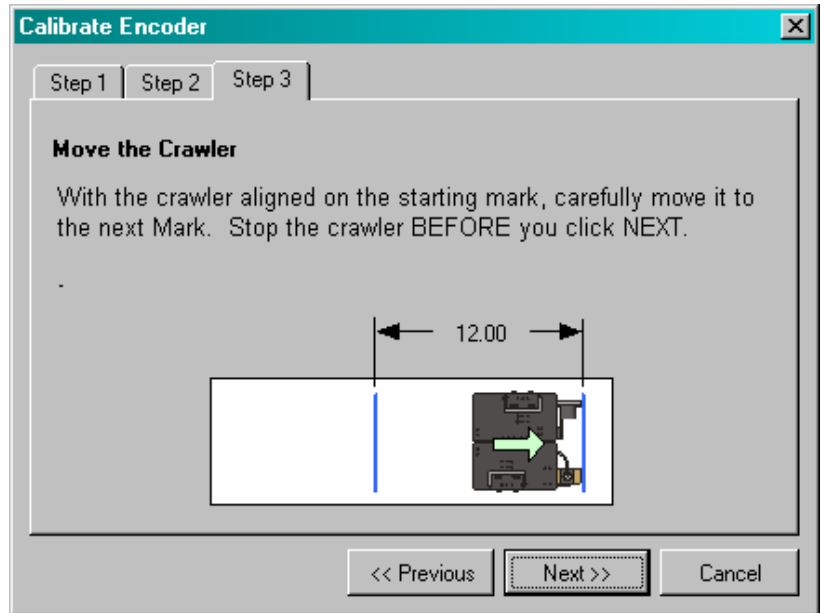 Calibrate Encoder
Step 1 Step 2 Step 3
Move the Crawler
With the crawler aligned on the starting mark, carefully move it to
the next Mark. Stop the crawler BEFORE you click NEXT.
.
12.00
<< Previous Next >> Cancel